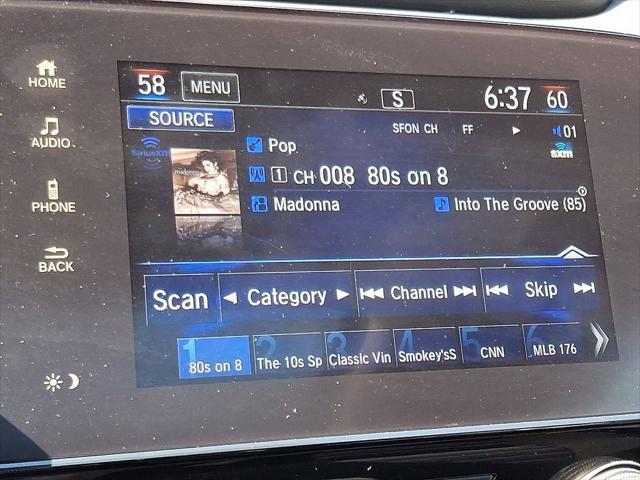 HOME
AUDIO
PHONE
BACK
58 MENU S 6:37 60
SOURCE SFON CH FF 01
SiriusXM Pop sxm
madonna
1 CH 008 80s on 8
Madonna Into The Groove (85)
Scan Category Channel Skip
1 2 3 4 5 6
80s on 8 The 10s Sp Classic Vin Smokey'sS CNN MLB 176